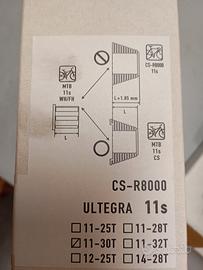 CS-R8000
11s
MTB
11s
WH/FH
L+1.85 mm
L
L
MTB
11s
CS
CS-R8000
ULTEGRA 11s
11-25T 11-28T
11-30T 11-32T
12-25T 14-28T